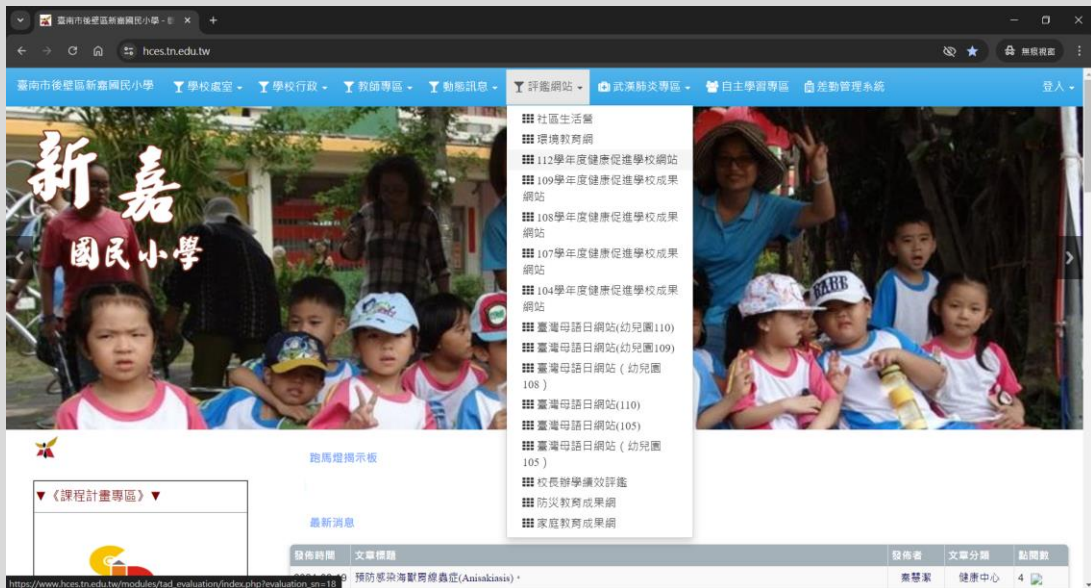 臺南市後壁區新嘉國民小學 -
hces.tn.edu.tw
無痕視窗
臺南市後壁區新嘉國民小學 學校處室 學校行政 教師專區 動態訊息 評鑑網站 武漢肺炎專區 自主學習專區 差勤管理系統 登入
社區生活營
環境教育網
112學年度健康促進學校網站
109學年度健康促進學校成果
網站
108學年度健康促進學校成果
網站
107學年度健康促進學校成果
網站
104學年度健康促進學校成果
網站
臺灣母語日網站(幼兒園110)
臺灣母語日網站(幼兒園109)
臺灣母語日網站（幼兒園
108）
臺灣母語日網站(110)
臺灣母語日網站(105)
臺灣母語日網站（幼兒園
105）
校長辦學績效評鑑
防災教育成果網
家庭教育成果網
新嘉
國民小學
BABE
跑馬燈揭示板
▼《課程計畫專區》▼
最新消息
發佈時間 文章標題 發佈者 文章分類 點閱數
預防感染海獸胃線蟲症(Anisakiasis)。 健康中心 4
https://www.hces.tn.edu.tw/modules/tad_evaluation/index.php?evaluation_sn=18